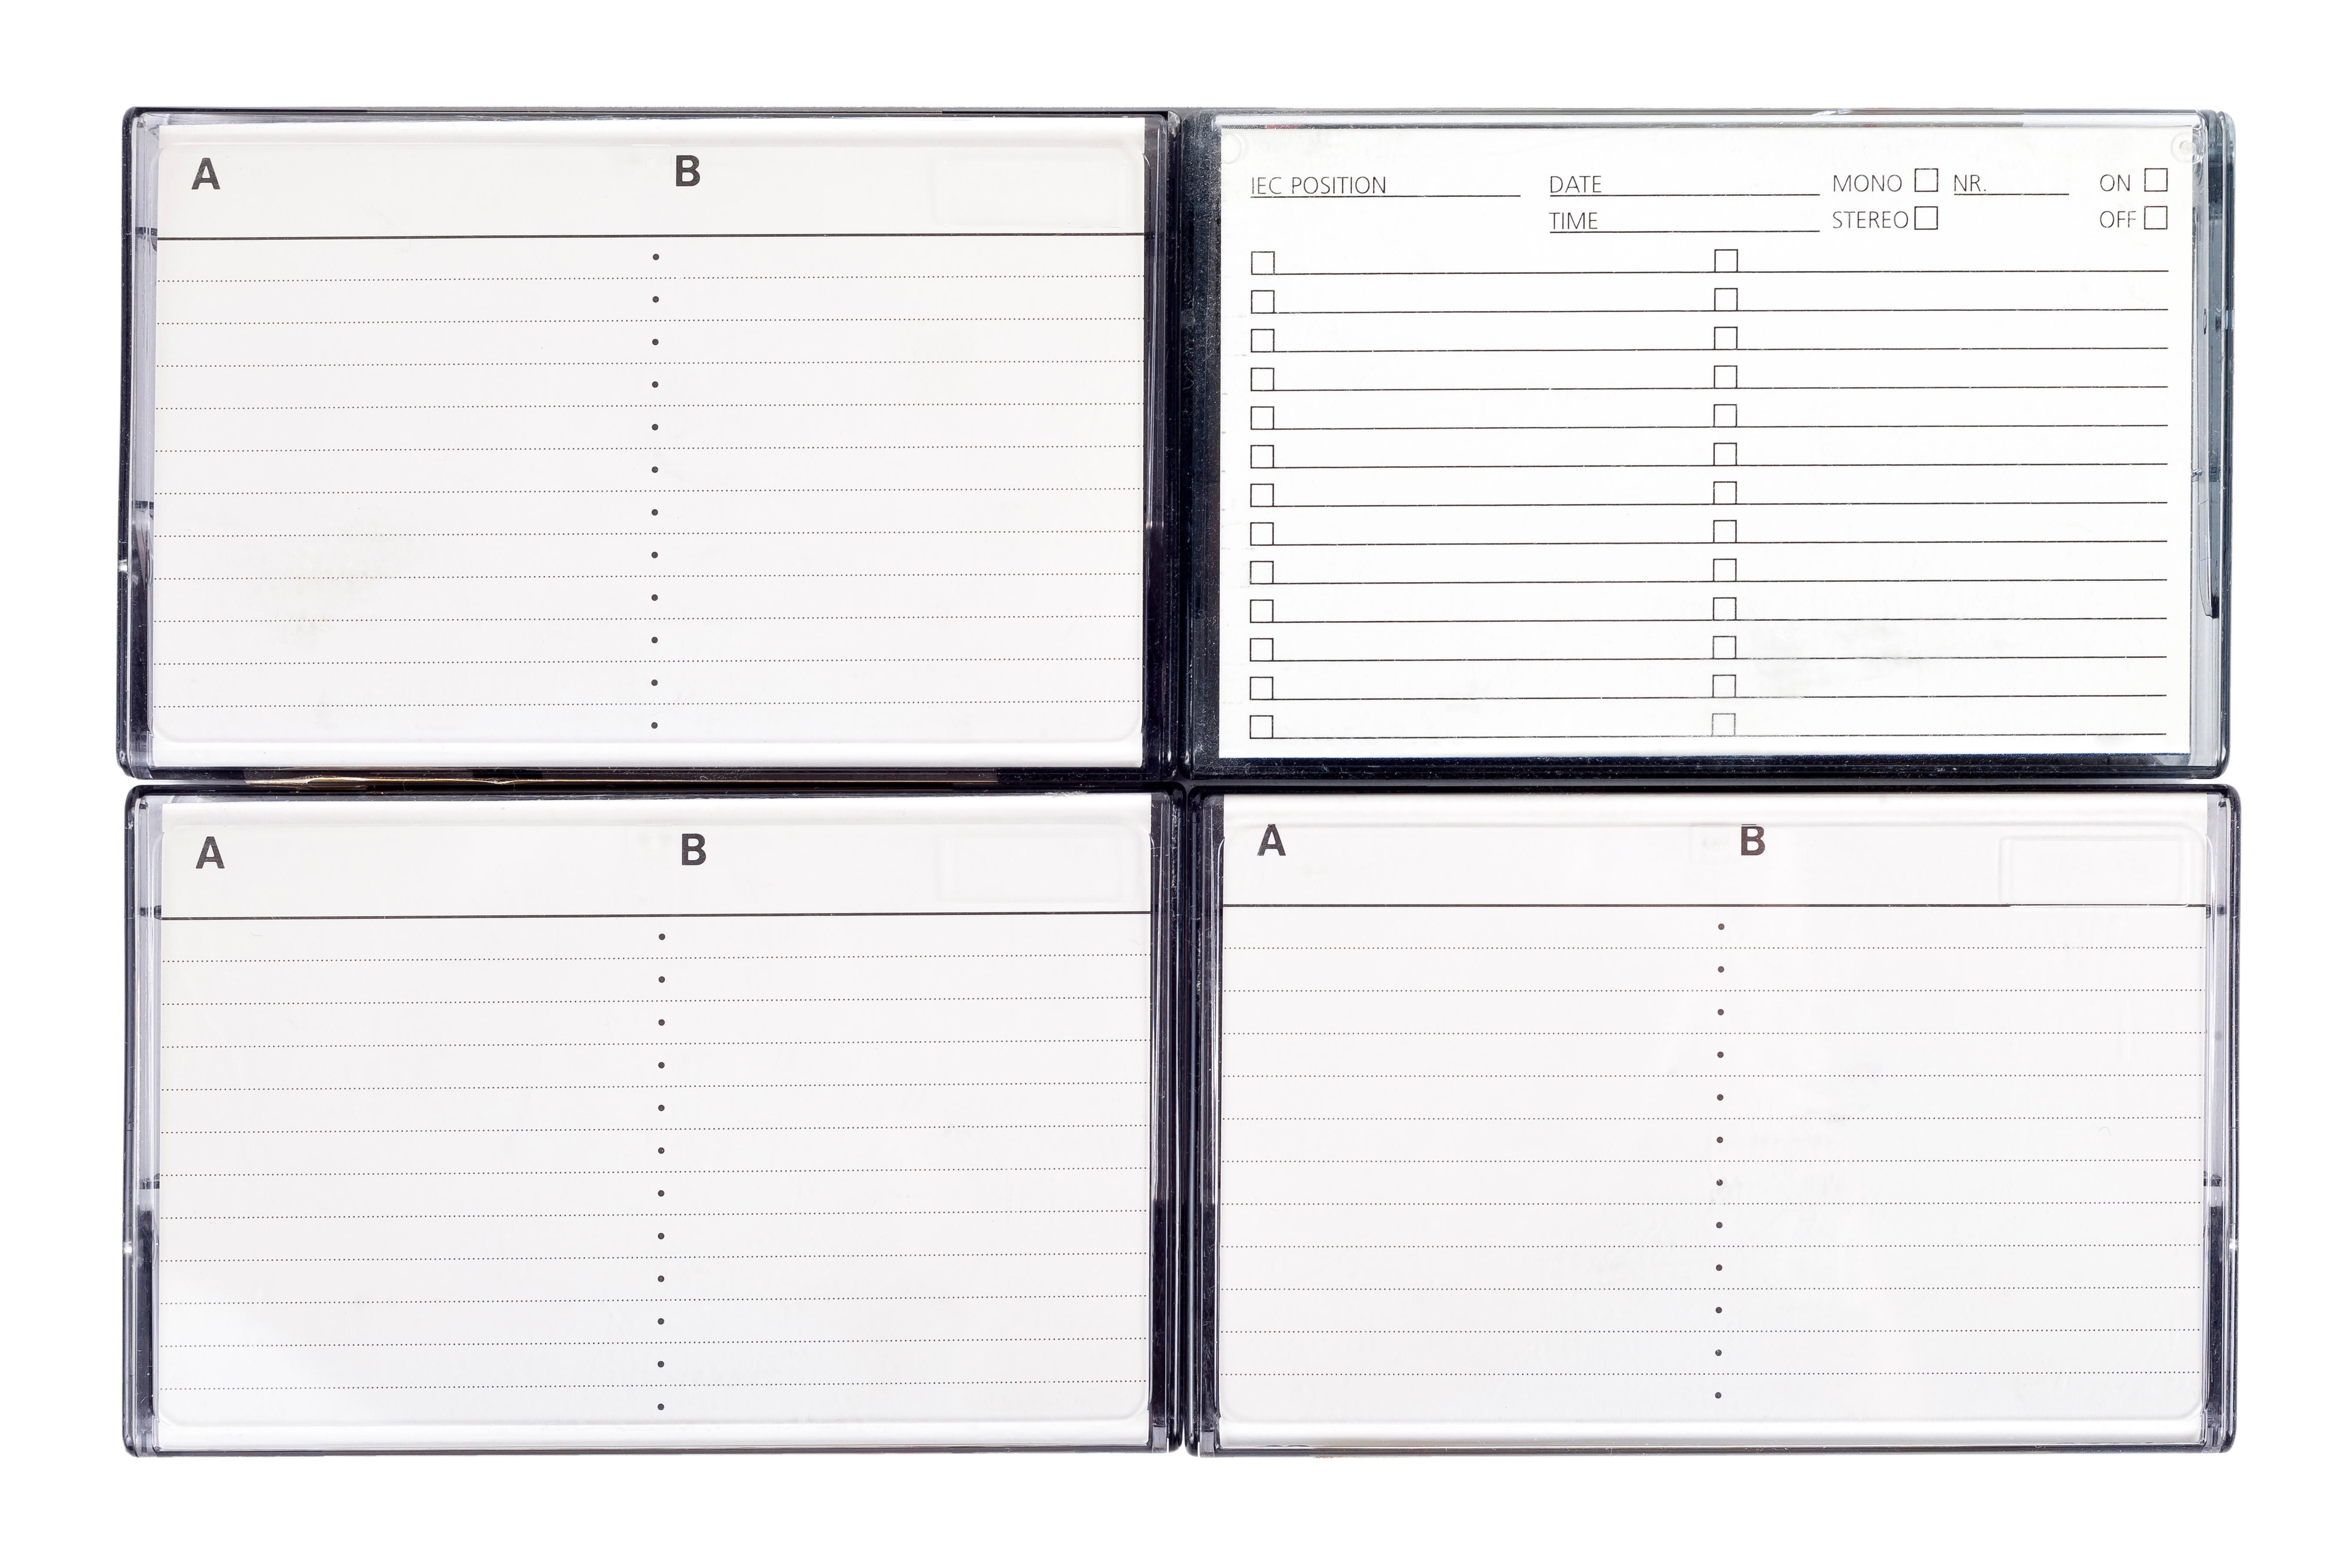 A B
IEC POSITION DATE MONO NR. ON
TIME STEREO OFF
A B
A B